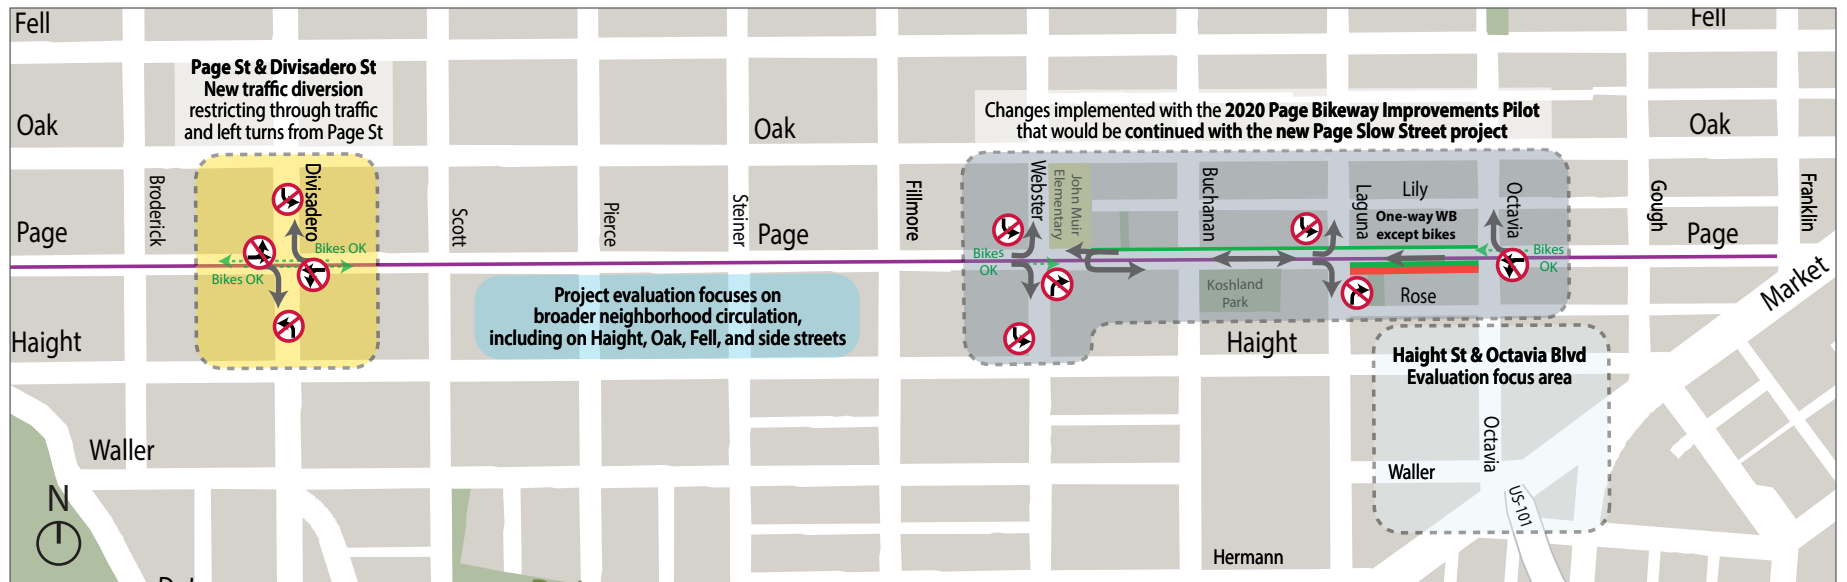 Fell
Fell
Page St & Divisadero St
New traffic diversion
restricting through traffic
and left turns from Page St
Changes implemented with the 2020 Page Bikeway Improvements Pilot
that would be continued with the new Page Slow Street project
Oak
Oak
Oak
Broderick
Divisadero
Scott
Pierce
Steiner
Fillmore
Webster
John Muir
Elementary
Buchanan
Laguna
Lily
Octavia
Gough
Franklin
One-way WB
except bikes
Page
Page
Page
Bikes OK
Bikes OK
Bikes
OK
Bikes
OK
Koshland
Park
Rose
Market
Project evaluation focuses on
broader neighborhood circulation,
including on Haight, Oak, Fell, and side streets
Haight
Haight
Haight St & Octavia Blvd
Evaluation focus area
Octavia
Waller
Waller
US-101
N
Hermann